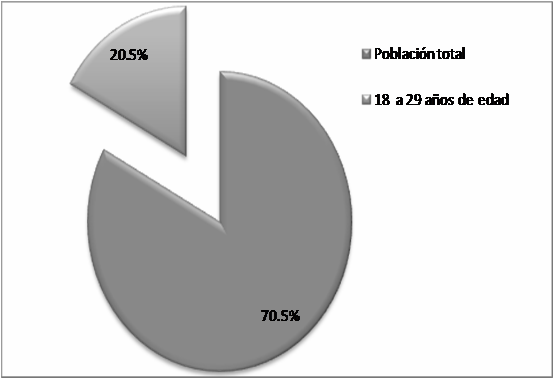 20.5%
Población total
18 a 29 años de edad
70.5%